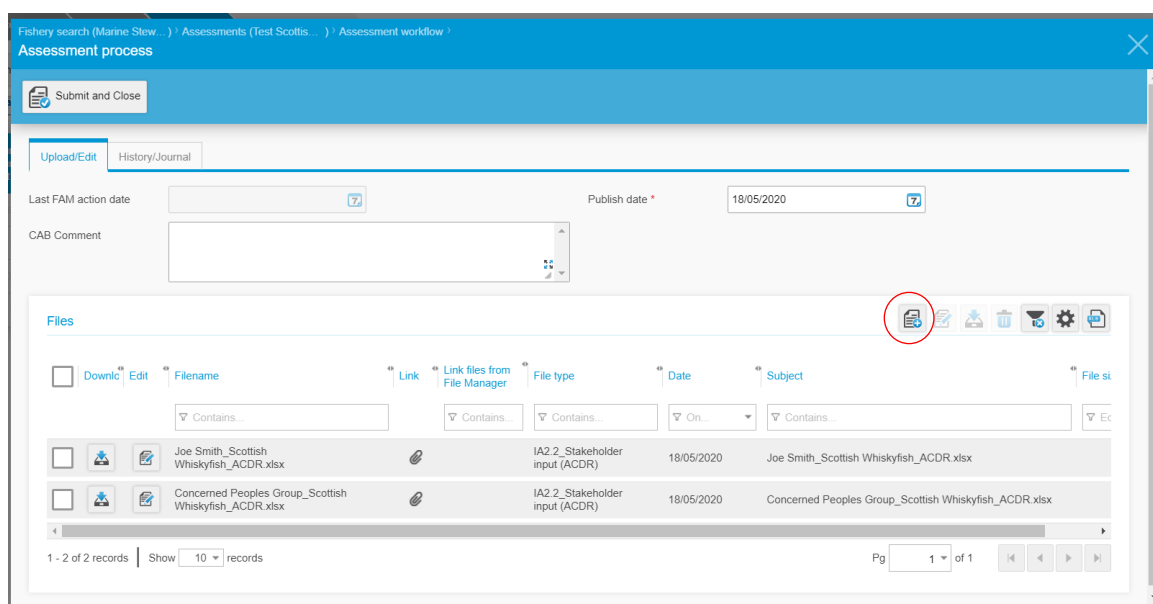 Fishery search (Marine Stew...) › Assessments (Test Scottis... ) › Assessment workflow ›
Assessment process
Submit and Close
Upload/Edit History/Journal
Last FAM action date 7 Publish date * 18/05/2020 7
CAB Comment
Files
Downlc Edit Filename Link Link files from File Manager File type Date Subject File si
Contains... Contains... Contains... On... Contains... Ec
Joe Smith_Scottish Whiskyfish_ACDR.xlsx IA2.2_Stakeholder input (ACDR) 18/05/2020 Joe Smith_Scottish Whiskyfish_ACDR.xlsx
Concerned Peoples Group_Scottish Whiskyfish_ACDR.xlsx IA2.2_Stakeholder input (ACDR) 18/05/2020 Concerned Peoples Group_Scottish Whiskyfish_ACDR.xlsx
1 - 2 of 2 records Show 10 records Pg 1 of 1